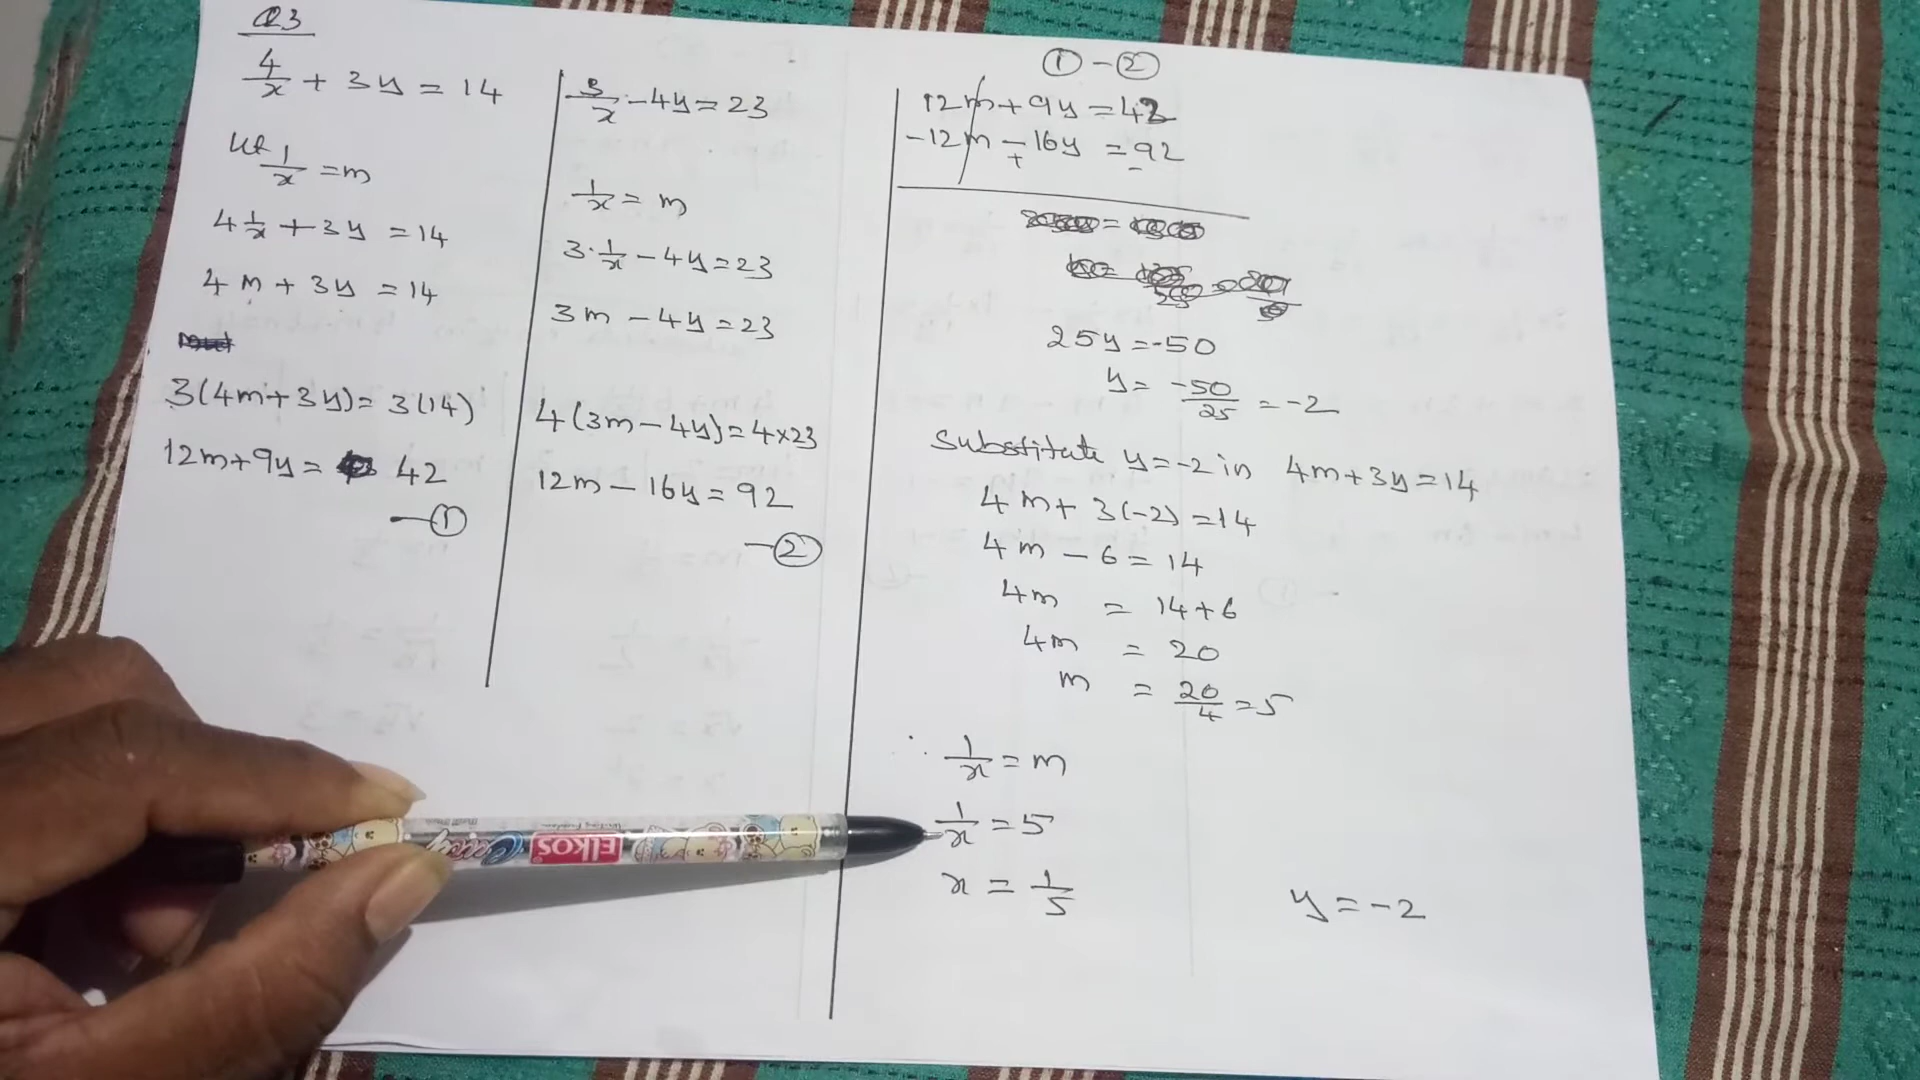 Q3
4/x + 3y = 14
let 1/x = m
4 1/x + 3y = 14
4m + 3y = 14
3(4m+3y) = 3(14)
12m+9y = 42
—①
3/x - 4y = 23
1/x = m
3·1/x - 4y = 23
3m - 4y = 23
4(3m-4y) = 4×23
12m - 16y = 92
—②
① - ②
12m + 9y = 42
-12m - 16y = 92
+ -
25y = -50
y = -50/25 = -2
Substitute y=-2 in 4m+3y=14
4m + 3(-2) = 14
4m - 6 = 14
4m = 14+6
4m = 20
m = 20/4 = 5
1/x = m
1/x = 5
x = 1/5 y = -2
ELKOS